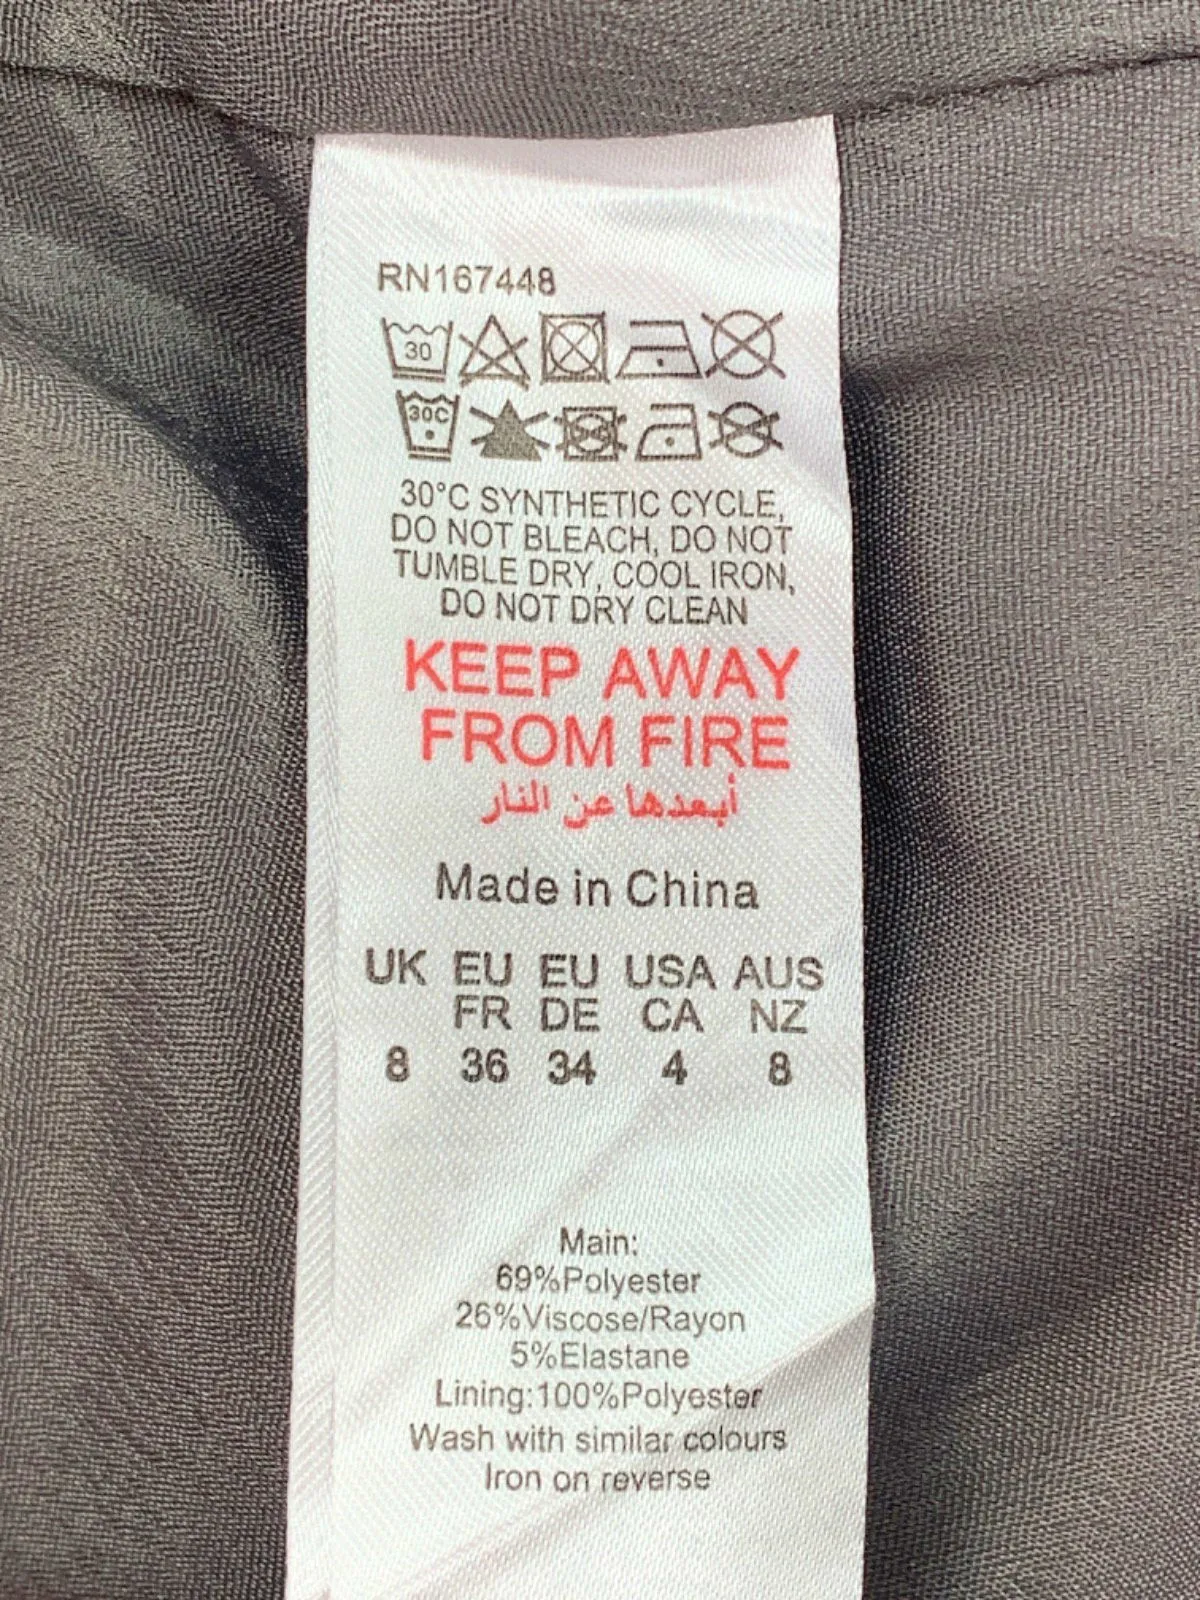 RN167448
30
30C
30°C SYNTHETIC CYCLE,
DO NOT BLEACH, DO NOT
TUMBLE DRY, COOL IRON,
DO NOT DRY CLEAN
KEEP AWAY
FROM FIRE
أبعدها عن النار
Made in China
UK EU EU USA AUS
FR DE CA NZ
8 36 34 4 8
Main:
69%Polyester
26%Viscose/Rayon
5%Elastane
Lining:100%Polyester
Wash with similar colours
Iron on reverse